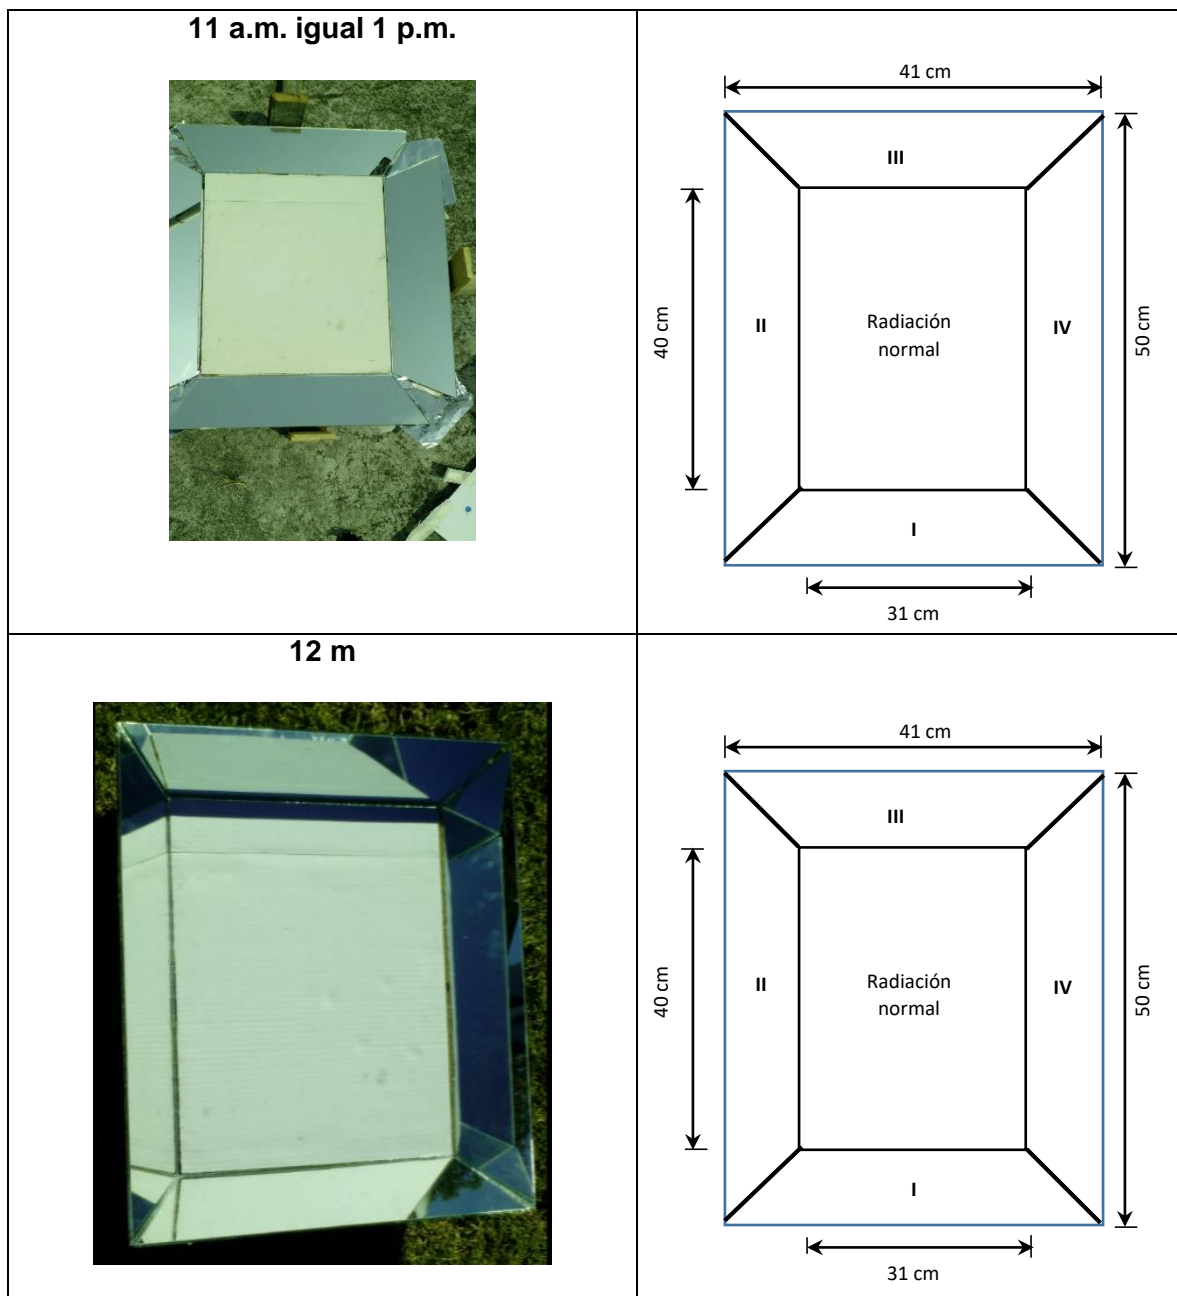 11 a.m. igual 1 p.m.
41 cm
III
40 cm
II
Radiación
normal
IV
50 cm
I
31 cm
12 m
41 cm
III
40 cm
II
Radiación
normal
IV
50 cm
I
31 cm